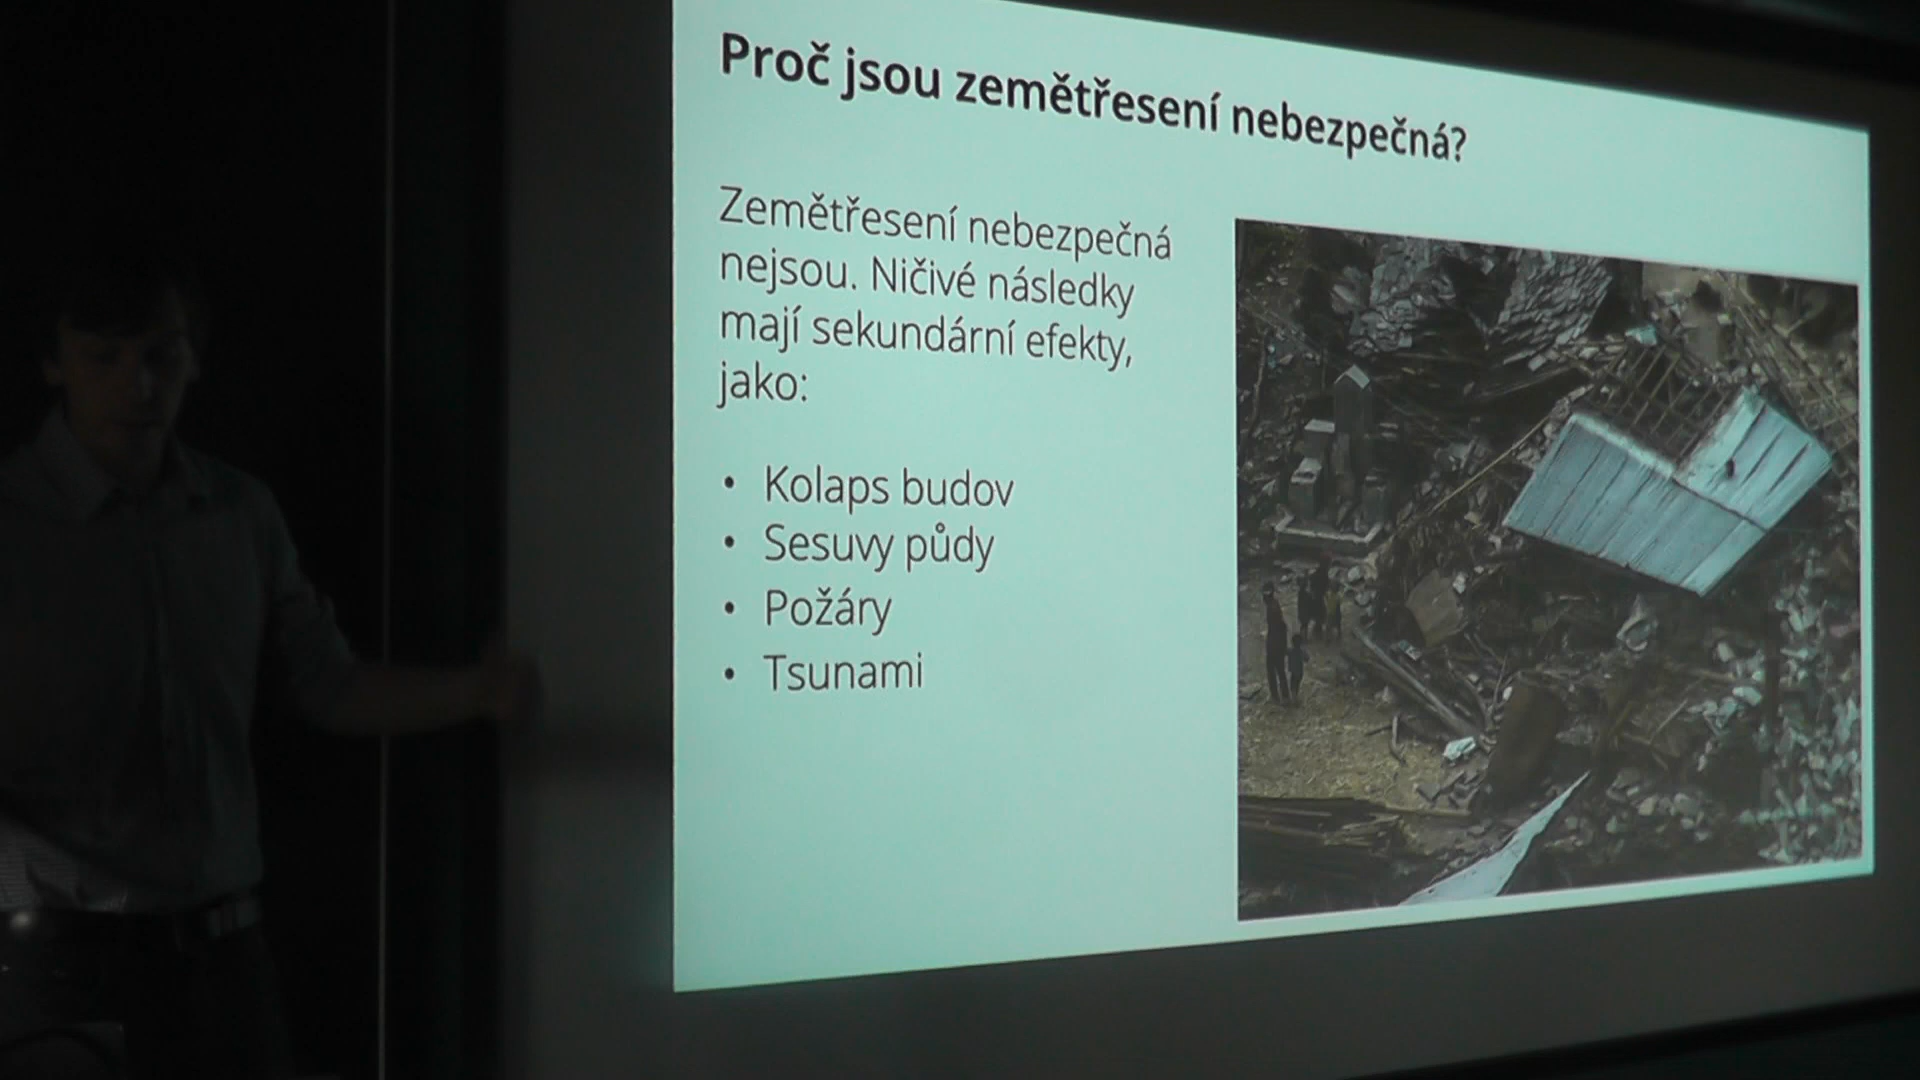 Proč jsou zemětřesení nebezpečná?
Zemětřesení nebezpečná
nejsou. Ničivé následky
mají sekundární efekty,
jako:
• Kolaps budov
• Sesuvy půdy
• Požáry
• Tsunami